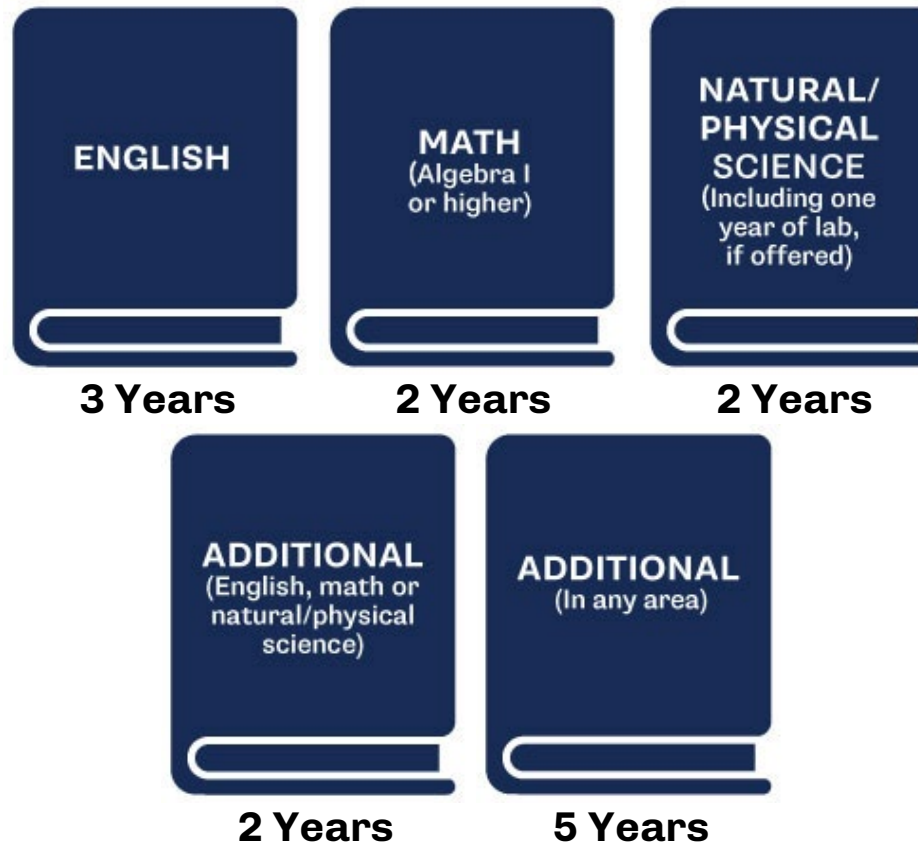 ENGLISH
MATH
(Algebra I
or higher)
NATURAL/
PHYSICAL
SCIENCE
(Including one
year of lab,
if offered)
3 Years
2 Years
2 Years
ADDITIONAL
(English, math or
natural/physical
science)
ADDITIONAL
(In any area)
2 Years
5 Years